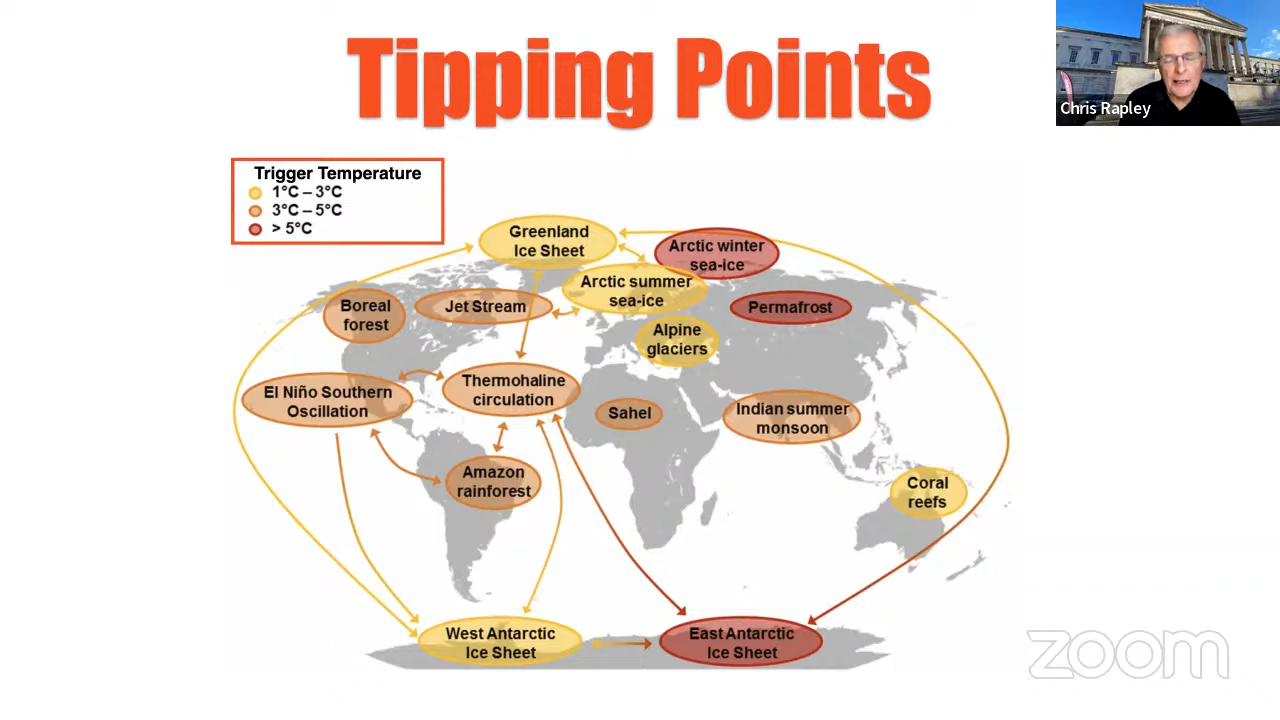 Tipping Points
Chris Rapley
Trigger Temperature
1°C – 3°C
3°C – 5°C
> 5°C
Greenland
Ice Sheet
Arctic winter
sea-ice
Arctic summer
sea-ice
Boreal
forest
Jet Stream
Permafrost
Alpine
glaciers
El Niño Southern
Oscillation
Thermohaline
circulation
Sahel
Indian summer
monsoon
Amazon
rainforest
Coral
reefs
West Antarctic
Ice Sheet
East Antarctic
Ice Sheet
zoom